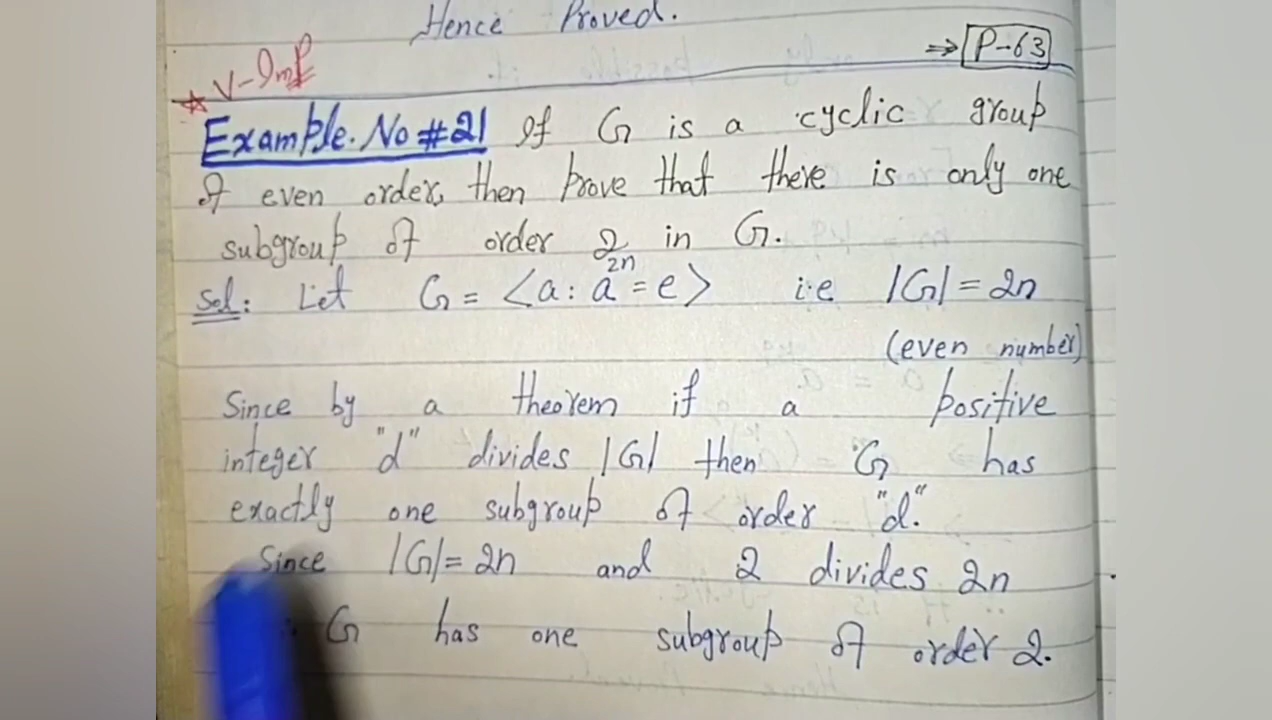 Hence Proved.
⇒ P-63
★ V-Imp
Example.No #21 If G is a cyclic group
of even order, then prove that there is only one
subgroup of order 2 in G.
Sol: Let G = <a : a²ⁿ = e> i.e |G| = 2n
(even number)
Since by a theorem if a positive
integer "d" divides |G| then G has
exactly one subgroup of order "d."
Since |G| = 2n and 2 divides 2n
G has one subgroup of order 2.